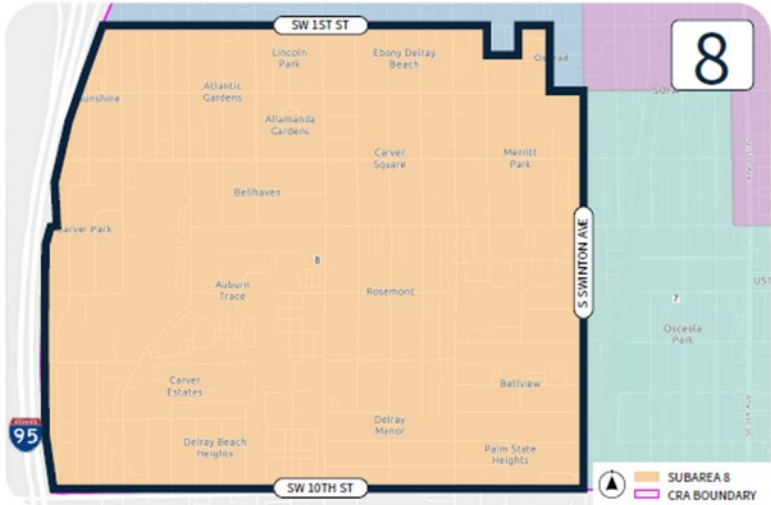 SW 1ST ST
8
Lincoln
Park
Ebony Delray
Beach
Atlantic
Gardens
Allamanda
Gardens
Carver
Square
Merritt
Park
Bellhaven
Carver Park
8
Auburn
Trace
Rosemont
S SWINTON AVE
7
Osceola
Park
Carver
Estates
Bellview
Delray
Manor
Delray Beach
Heights
Palm State
Heights
95
SW 10TH ST
SUBAREA 8
CRA BOUNDARY